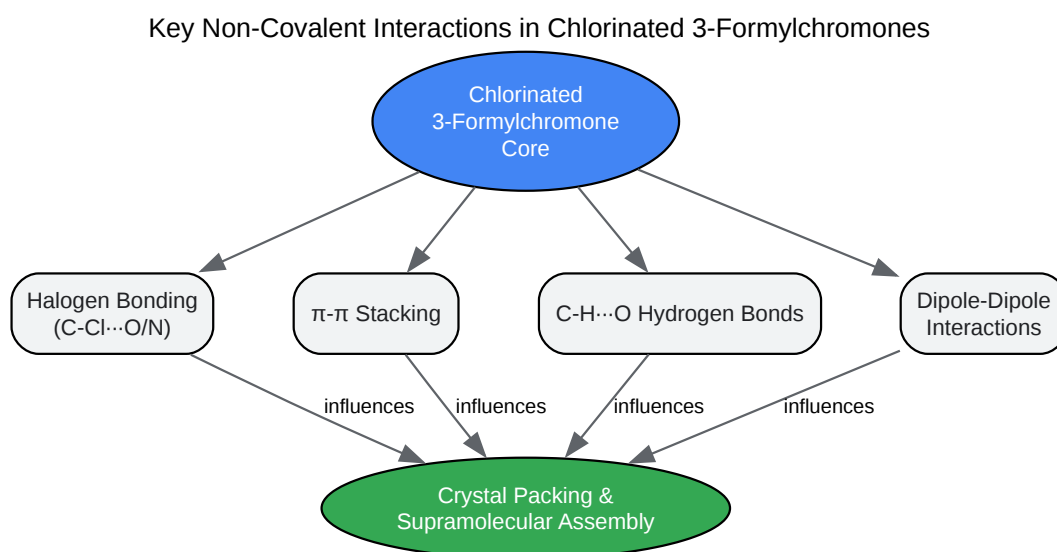 Key Non-Covalent Interactions in Chlorinated 3-Formylchromones
Chlorinated
3-Formylchromone
Core
Halogen Bonding
(C-Cl···O/N)
π-π Stacking
C-H···O Hydrogen Bonds
Dipole-Dipole
Interactions
influences
influences
influences
influences
Crystal Packing &
Supramolecular Assembly